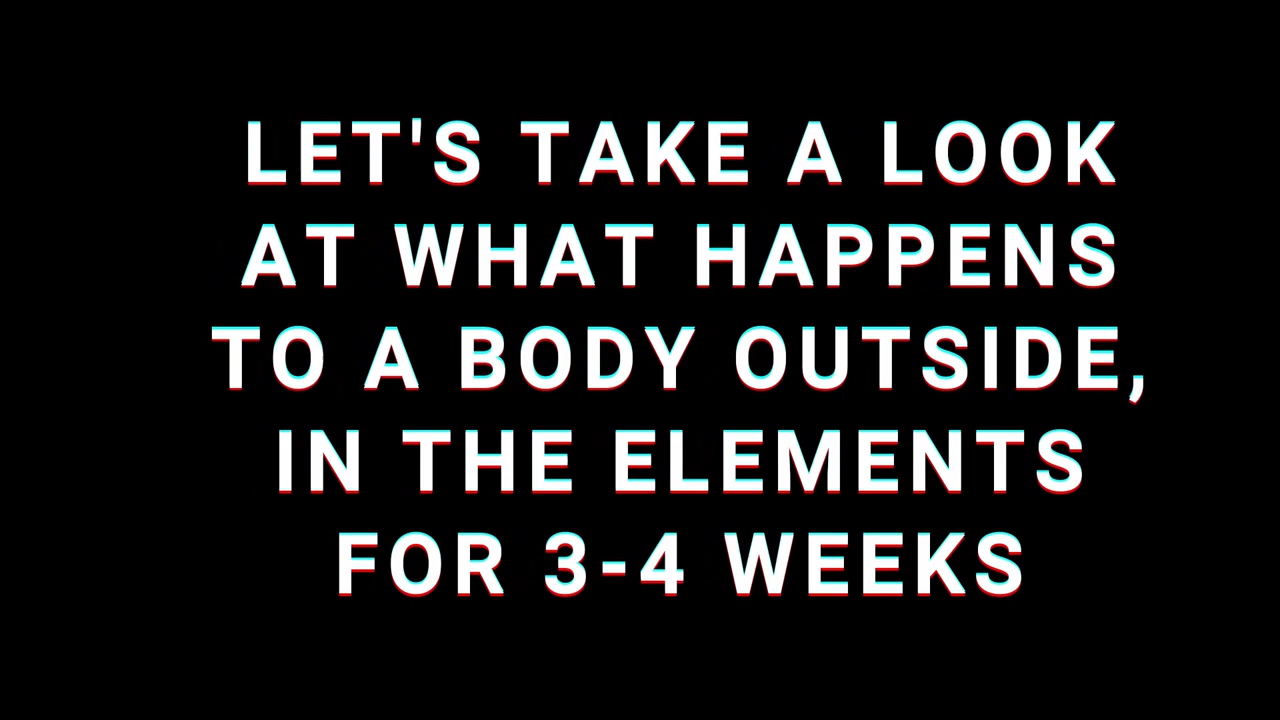 LET'S TAKE A LOOK
AT WHAT HAPPENS
TO A BODY OUTSIDE,
IN THE ELEMENTS
FOR 3-4 WEEKS